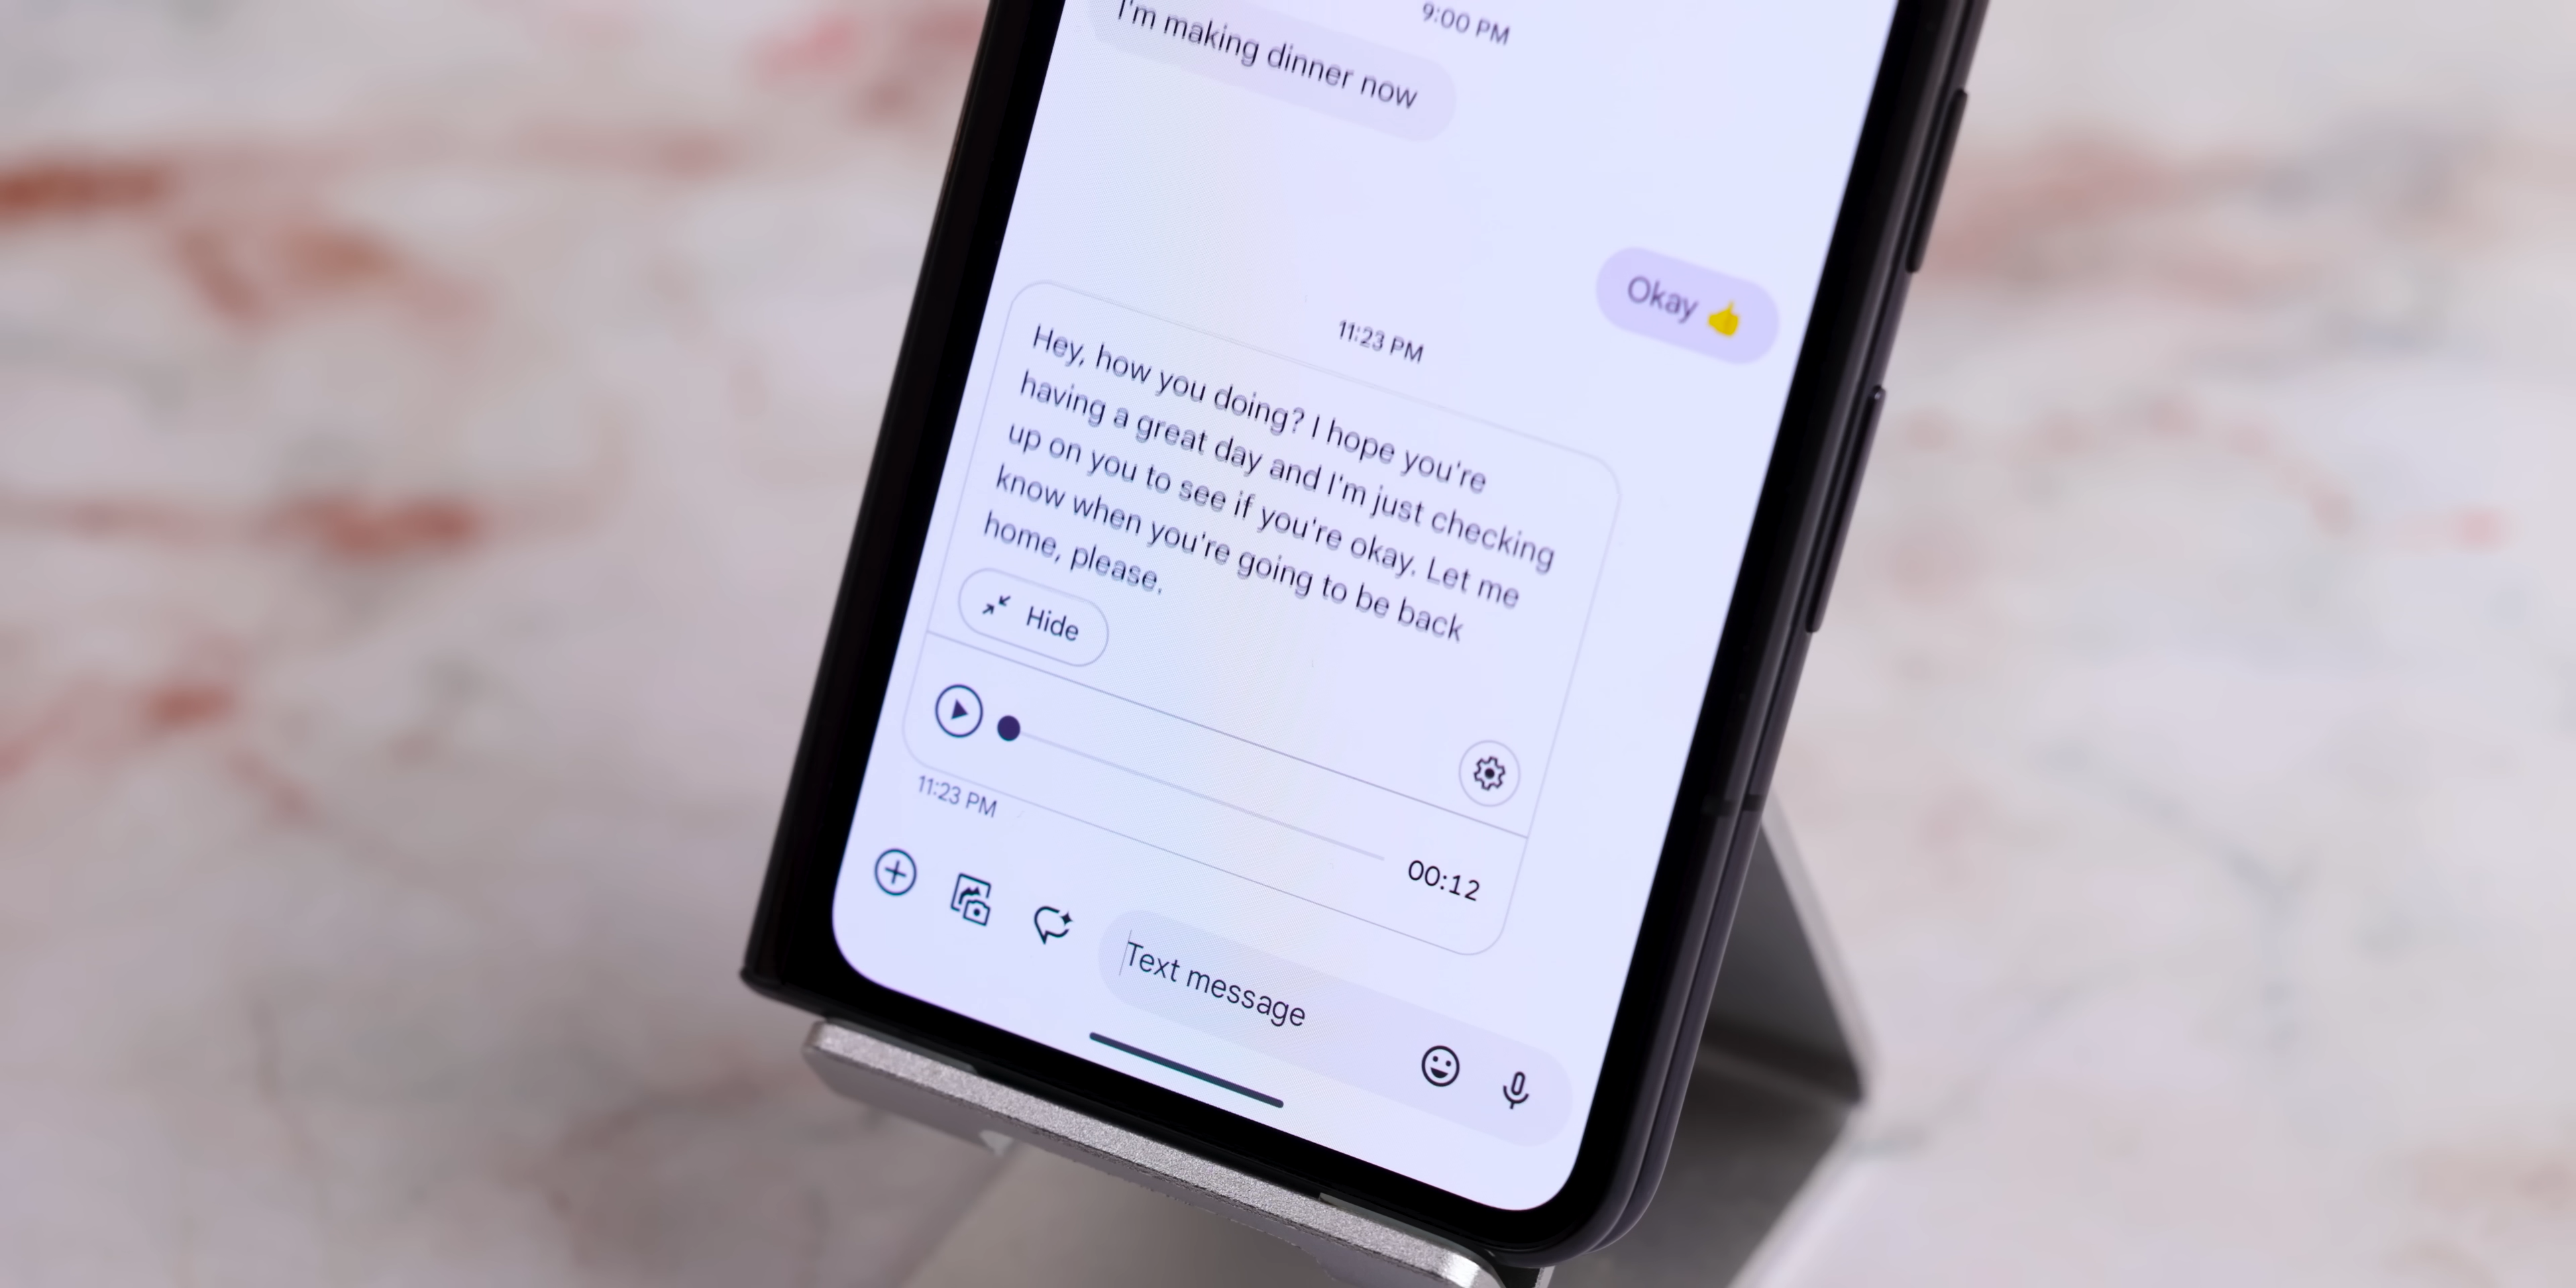 9:00 PM
I'm making dinner now
Okay 👍
11:23 PM
Hey, how you doing? I hope you're
having a great day and I'm just checking
up on you to see if you're okay. Let me
know when you're going to be back
home, please.
Hide
00:12
11:23 PM
Text message